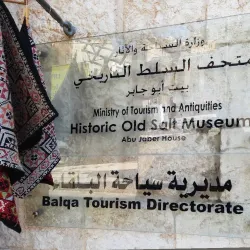 وزارة السياحة والآثار
متحف السلط التاريخي
بيت أبو جابر
Ministry of Tourism and Antiquities
Historic Old Salt Museum
Abu Jaber House
مديرية سياحة البلقاء
Balqa Tourism Directorate